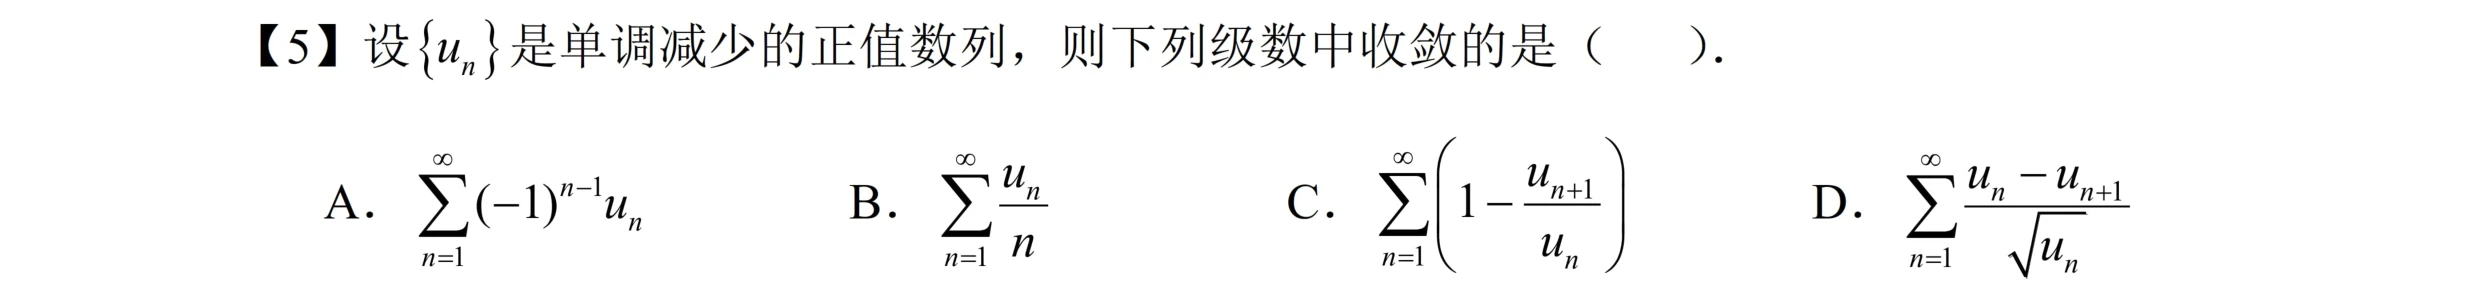 【5】设{u_n}是单调减少的正值数列，则下列级数中收敛的是（  ）.
A. \sum_{n=1}^{\infty}(-1)^{n-1}u_n  B. \sum_{n=1}^{\infty}\frac{u_n}{n}  C. \sum_{n=1}^{\infty}\left(1-\frac{u_{n+1}}{u_n}\right)  D. \sum_{n=1}^{\infty}\frac{u_n-u_{n+1}}{\sqrt{u_n}}